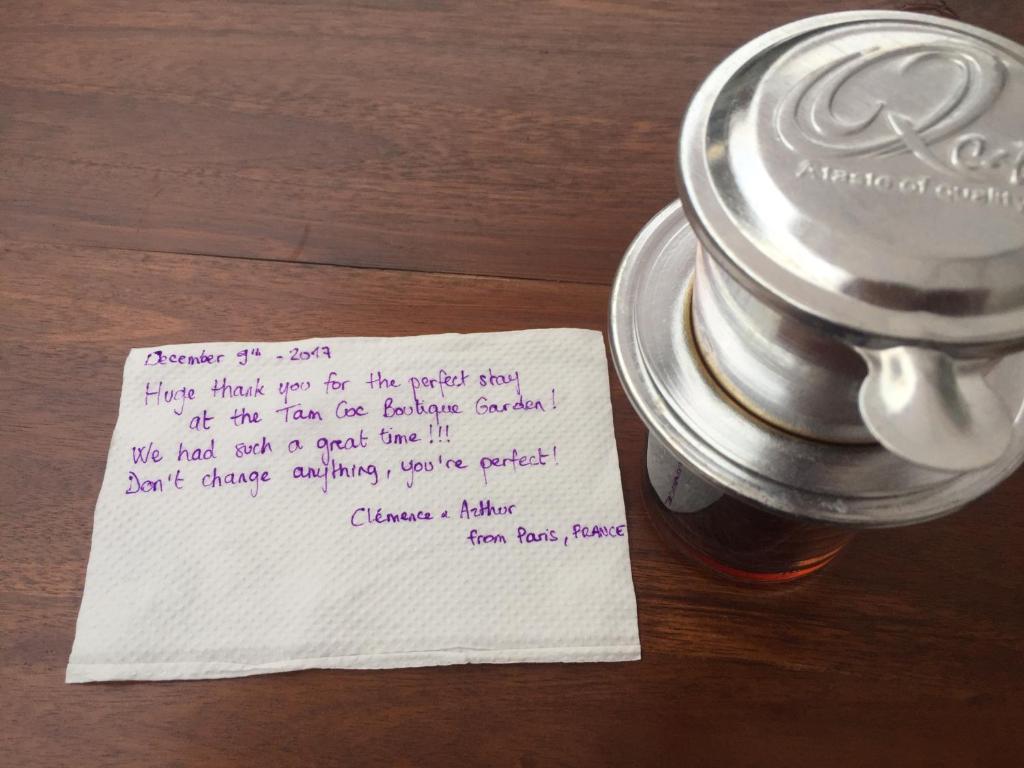 December 9th - 2017
Huge thank you for the perfect stay
at the Tam Coc Boutique Garden!
We had such a great time!!!
Don't change anything, you're perfect!
Clémence & Arthur
from Paris, FRANCE
A taste of quality